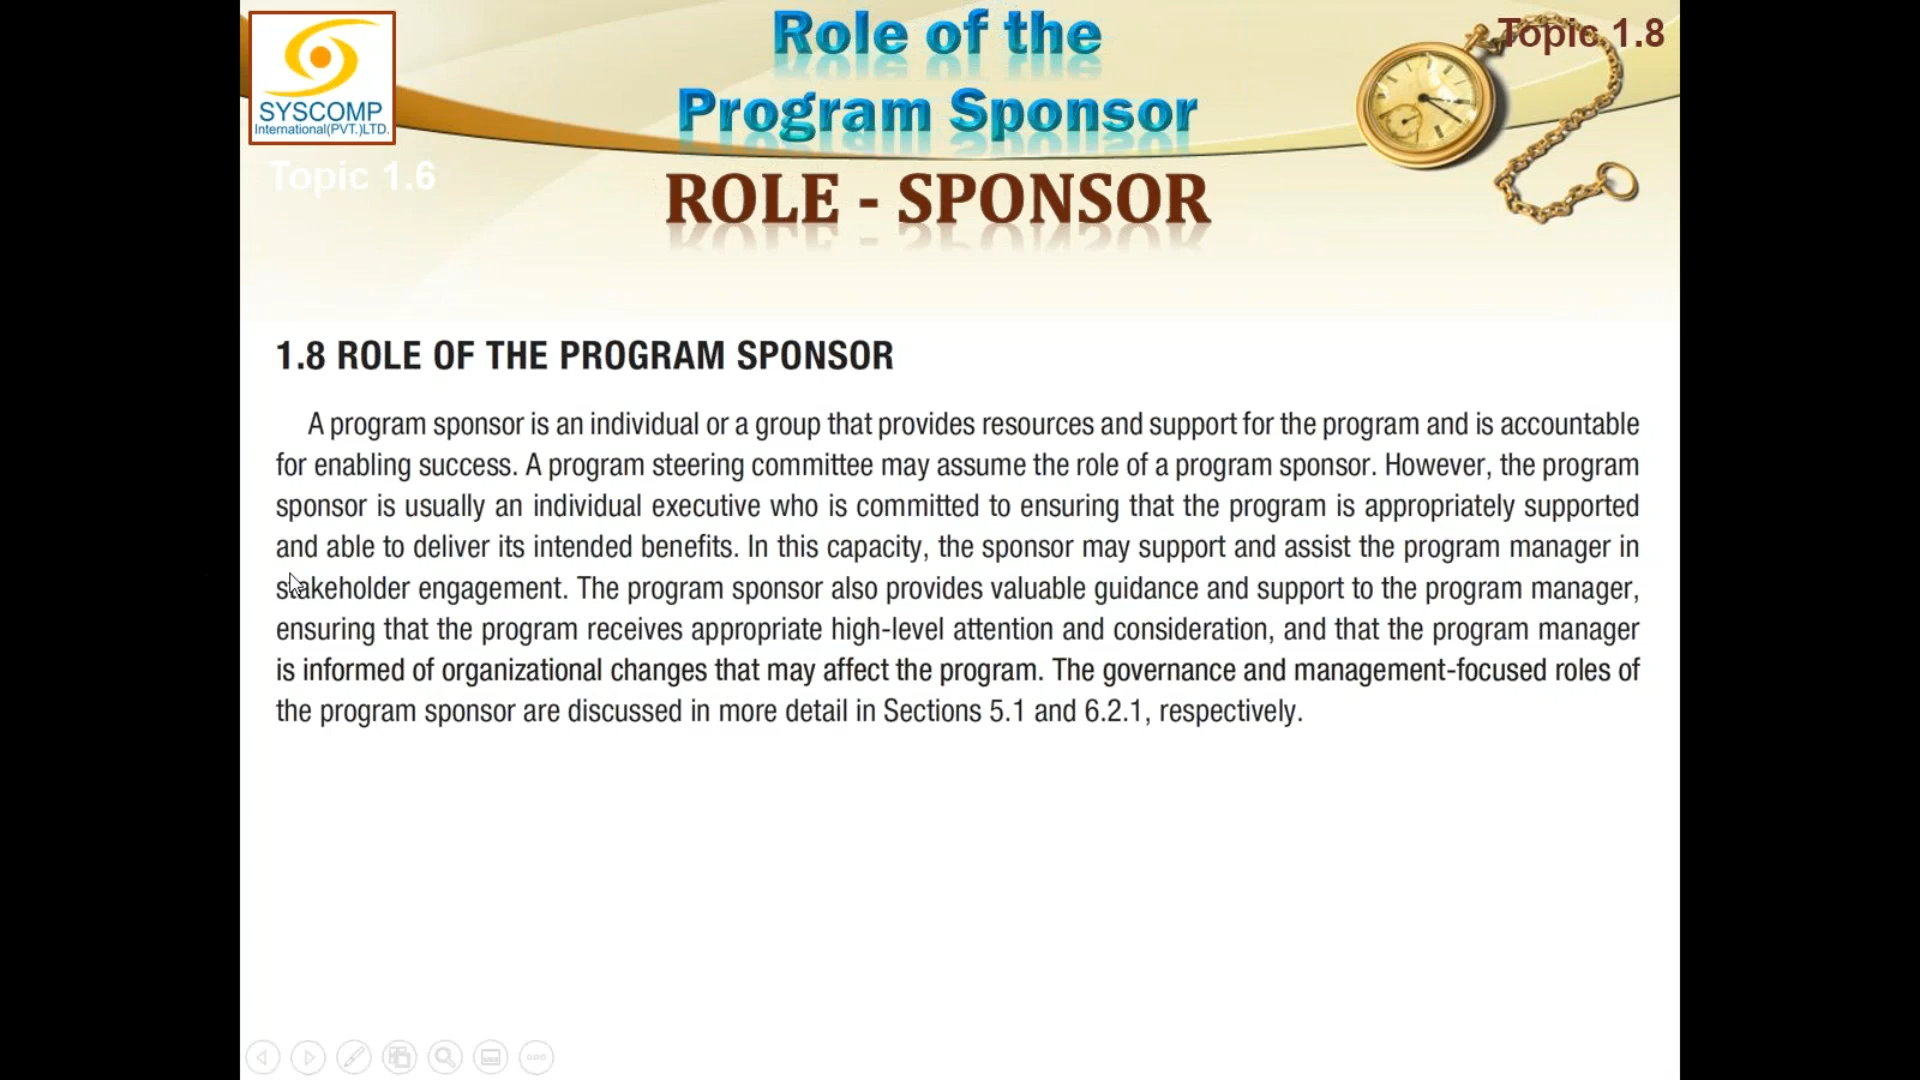 Role of the
Program Sponsor
Topic 1.8
SYSCOMP
International(PVT.)LTD.
Topic 1.6
ROLE - SPONSOR
1.8 ROLE OF THE PROGRAM SPONSOR
A program sponsor is an individual or a group that provides resources and support for the program and is accountable
for enabling success. A program steering committee may assume the role of a program sponsor. However, the program
sponsor is usually an individual executive who is committed to ensuring that the program is appropriately supported
and able to deliver its intended benefits. In this capacity, the sponsor may support and assist the program manager in
stakeholder engagement. The program sponsor also provides valuable guidance and support to the program manager,
ensuring that the program receives appropriate high-level attention and consideration, and that the program manager
is informed of organizational changes that may affect the program. The governance and management-focused roles of
the program sponsor are discussed in more detail in Sections 5.1 and 6.2.1, respectively.